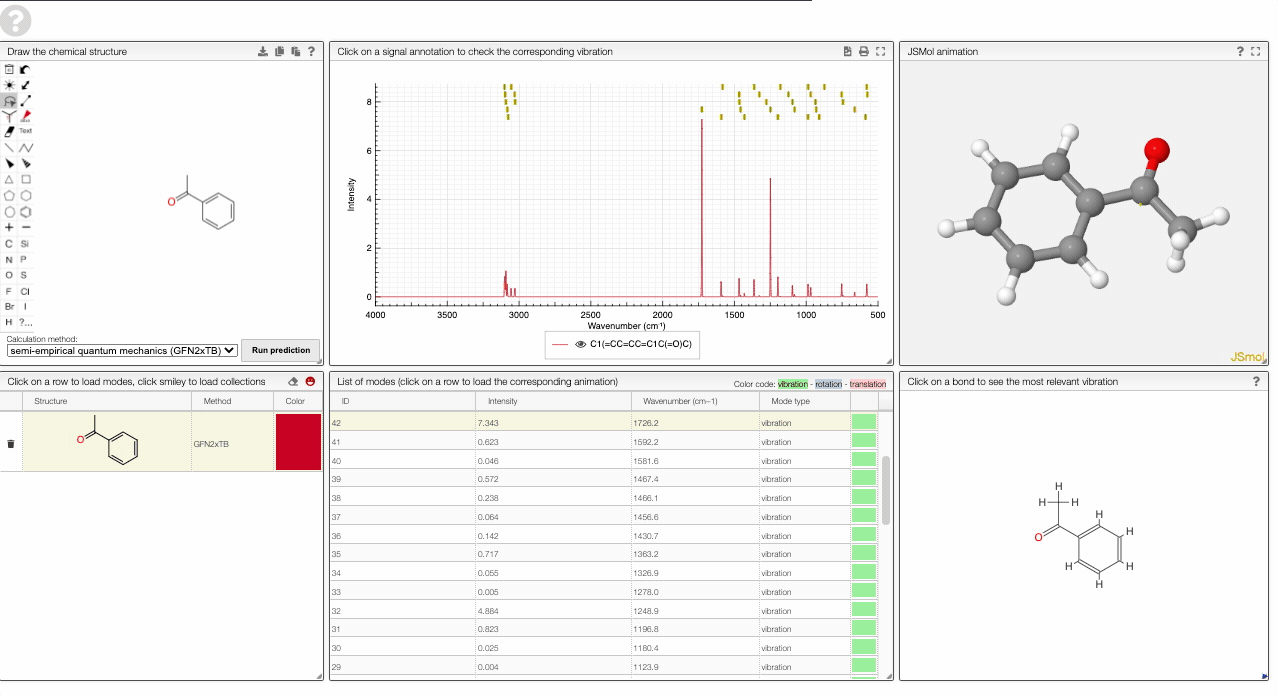 ?
Draw the chemical structure
?
Text
C Si
N P
O S
F Cl
Br I
H ?...
O
Calculation method:
semi-empirical quantum mechanics (GFN2xTB)
Run prediction
Click on a signal annotation to check the corresponding vibration
Intensity
8
6
4
2
0
4000 3500 3000 2500 2000 1500 1000 500
Wavenumber (cm-1)
C1(=CC=CC=C1C(=O)C)
JSMol animation
?
JSmol
Click on a row to load modes, click smiley to load collections
Structure Method Color
O
GFN2xTB
List of modes (click on a row to load the corresponding animation)
Color code: vibration - rotation - translation
ID Intensity Wavenumber (cm−1) Mode type
42 7.343 1726.2 vibration
41 0.623 1592.2 vibration
40 0.046 1581.6 vibration
39 0.572 1467.4 vibration
38 0.238 1466.1 vibration
37 0.064 1456.6 vibration
36 0.142 1430.7 vibration
35 0.717 1363.2 vibration
34 0.055 1326.9 vibration
33 0.005 1278.0 vibration
32 4.884 1248.9 vibration
31 0.823 1196.8 vibration
30 0.025 1180.4 vibration
29 0.004 1123.9 vibration
Click on a bond to see the most relevant vibration
?
H
H H
H
O H
H H
H